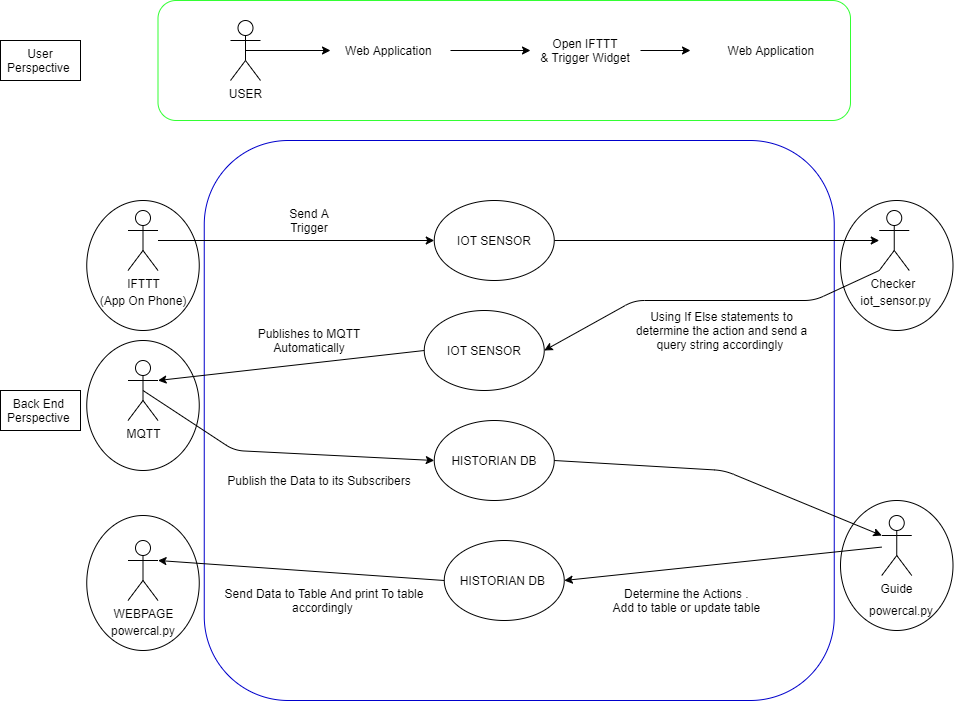 User
Perspective
USER
Web Application
Open IFTTT
& Trigger Widget
Web Application
Send A
Trigger
IOT SENSOR
IFTTT
(App On Phone)
Checker
iot_sensor.py
Using If Else statements to
determine the action and send a
query string accordingly
Publishes to MQTT
Automatically
IOT SENSOR
Back End
Perspective
MQTT
HISTORIAN DB
Publish the Data to its Subscribers
Guide
powercal.py
HISTORIAN DB
Determine the Actions .
Add to table or update table
Send Data to Table And print To table
accordingly
WEBPAGE
powercal.py